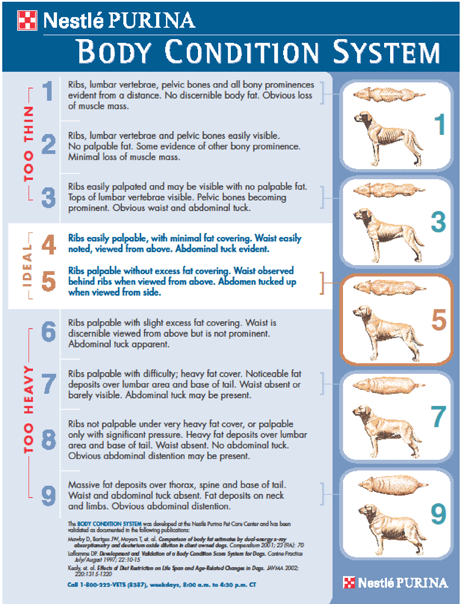 Nestlé PURINA
BODY CONDITION SYSTEM
TOO THIN
1
Ribs, lumbar vertebrae, pelvic bones and all bony prominences
evident from a distance. No discernible body fat. Obvious loss
of muscle mass.
2
Ribs, lumbar vertebrae and pelvic bones easily visible.
No palpable fat. Some evidence of other bony prominence.
Minimal loss of muscle mass.
3
Ribs easily palpated and may be visible with no palpable fat.
Tops of lumbar vertebrae visible. Pelvic bones becoming
prominent. Obvious waist and abdominal tuck.
IDEAL
4
Ribs easily palpable, with minimal fat covering. Waist easily
noted, viewed from above. Abdominal tuck evident.
5
Ribs palpable without excess fat covering. Waist observed
behind ribs when viewed from above. Abdomen tucked up
when viewed from side.
TOO HEAVY
6
Ribs palpable with slight excess fat covering. Waist is
discernible viewed from above but is not prominent.
Abdominal tuck apparent.
7
Ribs palpable with difficulty; heavy fat cover. Noticeable fat
deposits over lumbar area and base of tail. Waist absent or
barely visible. Abdominal tuck may be present.
8
Ribs not palpable under very heavy fat cover, or palpable
only with significant pressure. Heavy fat deposits over lumbar
area and base of tail. Waist absent. No abdominal tuck.
Obvious abdominal distention may be present.
9
Massive fat deposits over thorax, spine and base of tail.
Waist and abdominal tuck absent. Fat deposits on neck
and limbs. Obvious abdominal distention.
The BODY CONDITION SYSTEM was developed at the Nestlé Purina Pet Care Center and has been
validated as documented in the following publications:
Mawby D, Bartges JW, Moyers T, et. al. Comparison of body fat estimates by dual-energy x-ray
absorptiometry and deuterium oxide dilution in client owned dogs. Compendium 2001; 23 (9A): 70
Laflamme DP. Development and Validation of a Body Condition Score System for Dogs. Canine Practice
July/August 1997; 22:10-15
Kealy, et. al. Effects of Diet Restriction on Life Span and Age-Related Changes in Dogs. JAVMA 2002;
220:1315-1320
Call 1-800-222-VETS (8387), weekdays, 8:00 a.m. to 4:30 p.m. CT
1
3
5
7
9
Nestlé PURINA